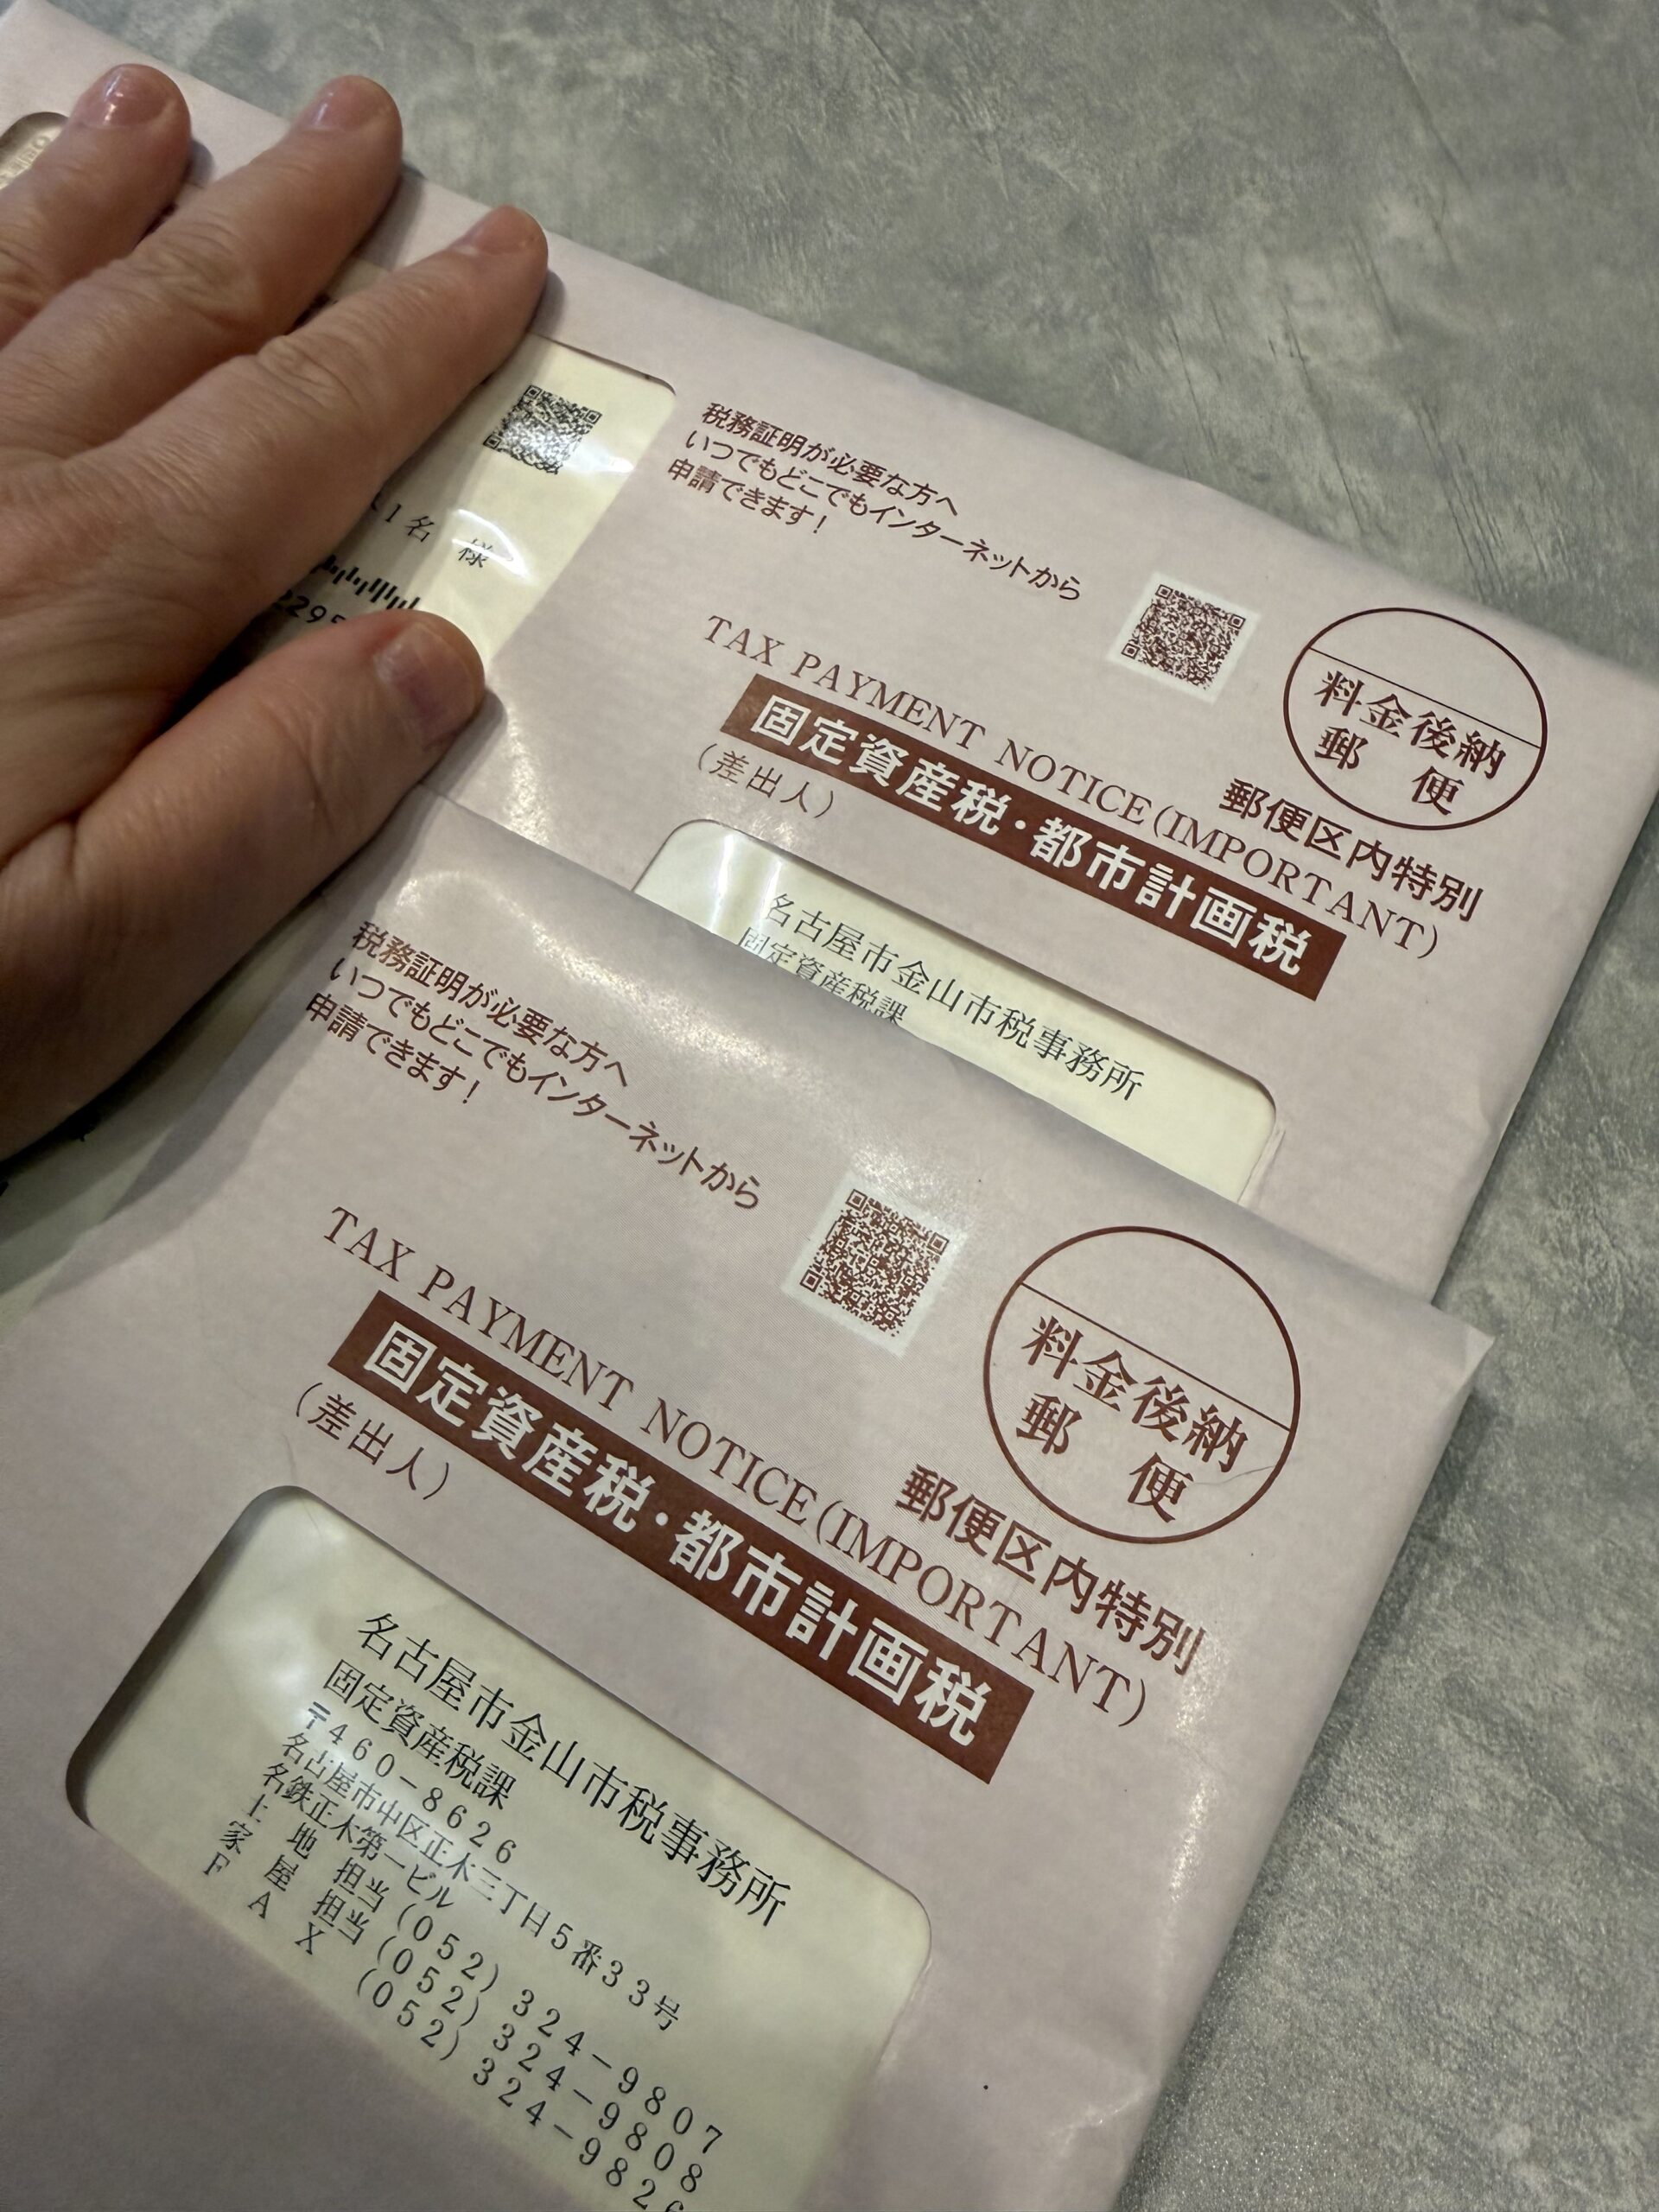 1名 様
税務証明が必要な方へ
いつでもどこでもインターネットから
申請できます!
料金後納
郵 便
郵便区内特別
TAX PAYMENT NOTICE(IMPORTANT)
固定資産税・都市計画税
(差出人)
名古屋市金山市税事務所
固定資産税課
税務証明が必要な方へ
いつでもどこでもインターネットから
申請できます!
料金後納
郵 便
郵便区内特別
TAX PAYMENT NOTICE(IMPORTANT)
固定資産税・都市計画税
(差出人)
名古屋市金山市税事務所
固定資産税課
〒460-8626
名古屋市中区正木三丁目5番33号
名鉄正木第一ビル
土 地 担当 (052) 324-9807
家 屋 担当 (052) 324-9808
F A X (052) 324-982